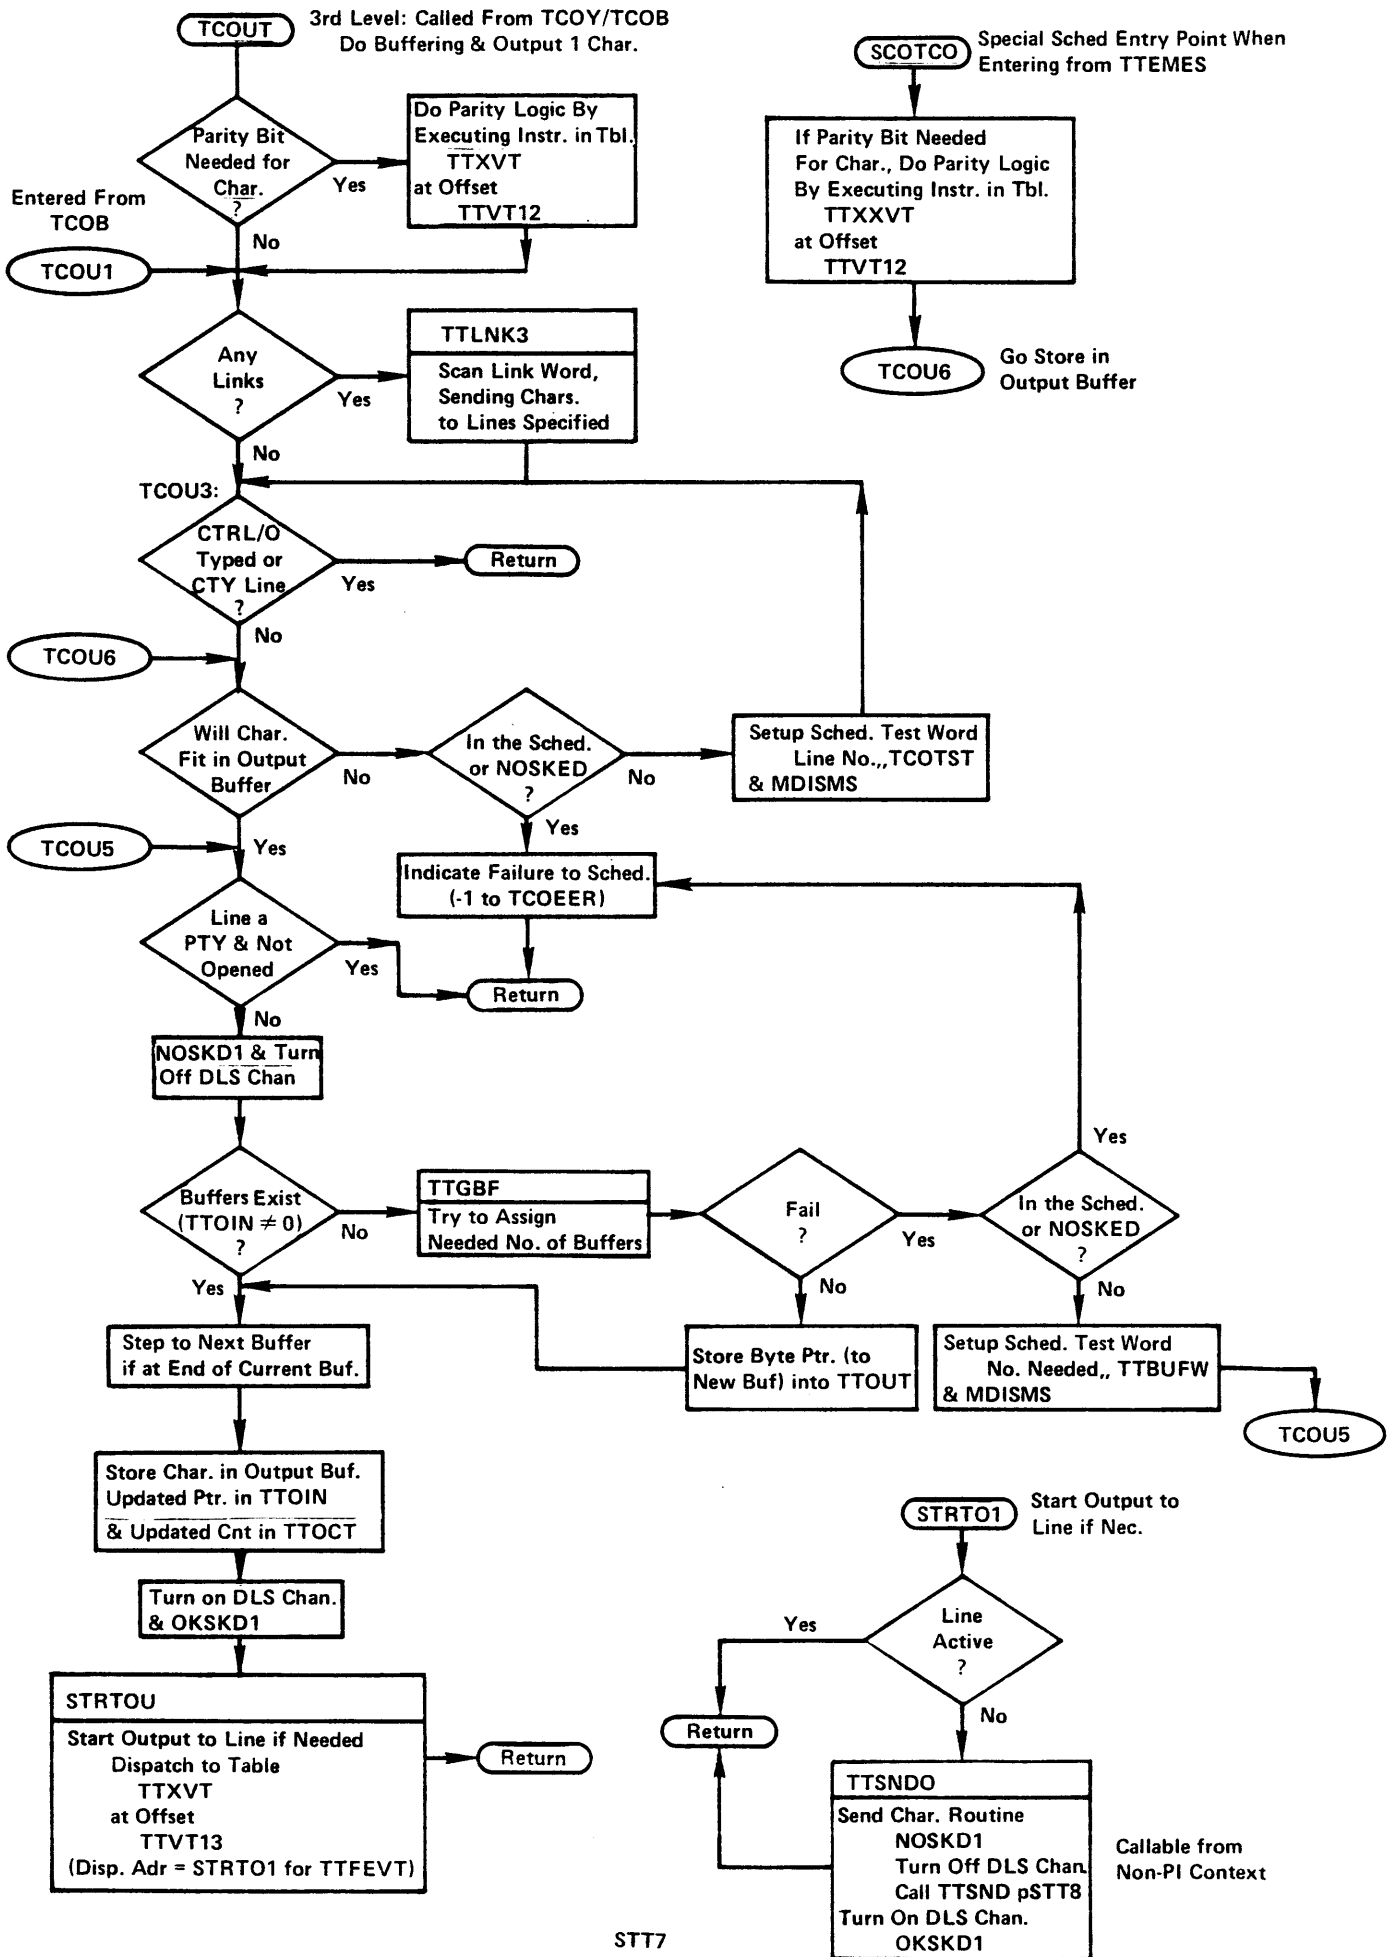 TCOUT
3rd Level: Called From TCOY/TCOB
Do Buffering & Output 1 Char.
Parity Bit
Needed for
Char.
?
Yes
No
Do Parity Logic By
Executing Instr. in Tbl.
TTXVT
at Offset
TTVT12
Entered From
TCOB
TCOU1
SCOTCO
Special Sched Entry Point When
Entering from TTEMES
If Parity Bit Needed
For Char., Do Parity Logic
By Executing Instr. in Tbl.
TTXXVT
at Offset
TTVT12
TCOU6
Go Store in
Output Buffer
Any
Links
?
Yes
No
TTLNK3
Scan Link Word,
Sending Chars.
to Lines Specified
TCOU3:
CTRL/O
Typed or
CTY Line
?
Yes
No
Return
TCOU6
Will Char.
Fit in Output
Buffer
No
Yes
In the Sched.
or NOSKED
?
No
Yes
Setup Sched. Test Word
Line No.,,TCOTST
& MDISMS
TCOU5
Indicate Failure to Sched.
(-1 to TCOEER)
Line a
PTY & Not
Opened
Yes
No
Return
NOSKD1 & Turn
Off DLS Chan
Buffers Exist
(TTOIN ≠ 0)
?
No
Yes
TTGBF
Try to Assign
Needed No. of Buffers
Fail
?
Yes
No
In the Sched.
or NOSKED
?
Yes
No
Step to Next Buffer
if at End of Current Buf.
Store Byte Ptr. (to
New Buf) into TTOUT
Setup Sched. Test Word
No. Needed,, TTBUFW
& MDISMS
TCOU5
Store Char. in Output Buf.
Updated Ptr. in TTOIN
& Updated Cnt in TTOCT
Turn on DLS Chan.
& OKSKD1
STRTOU
Start Output to Line if Needed
Dispatch to Table
TTXVT
at Offset
TTVT13
(Disp. Adr = STRTO1 for TTFEVT)
Return
STRTO1
Start Output to
Line if Nec.
Line
Active
?
Yes
No
Return
TTSNDO
Send Char. Routine
NOSKD1
Turn Off DLS Chan.
Call TTSND pSTT8
Turn On DLS Chan.
OKSKD1
Callable from
Non-PI Context
STT7